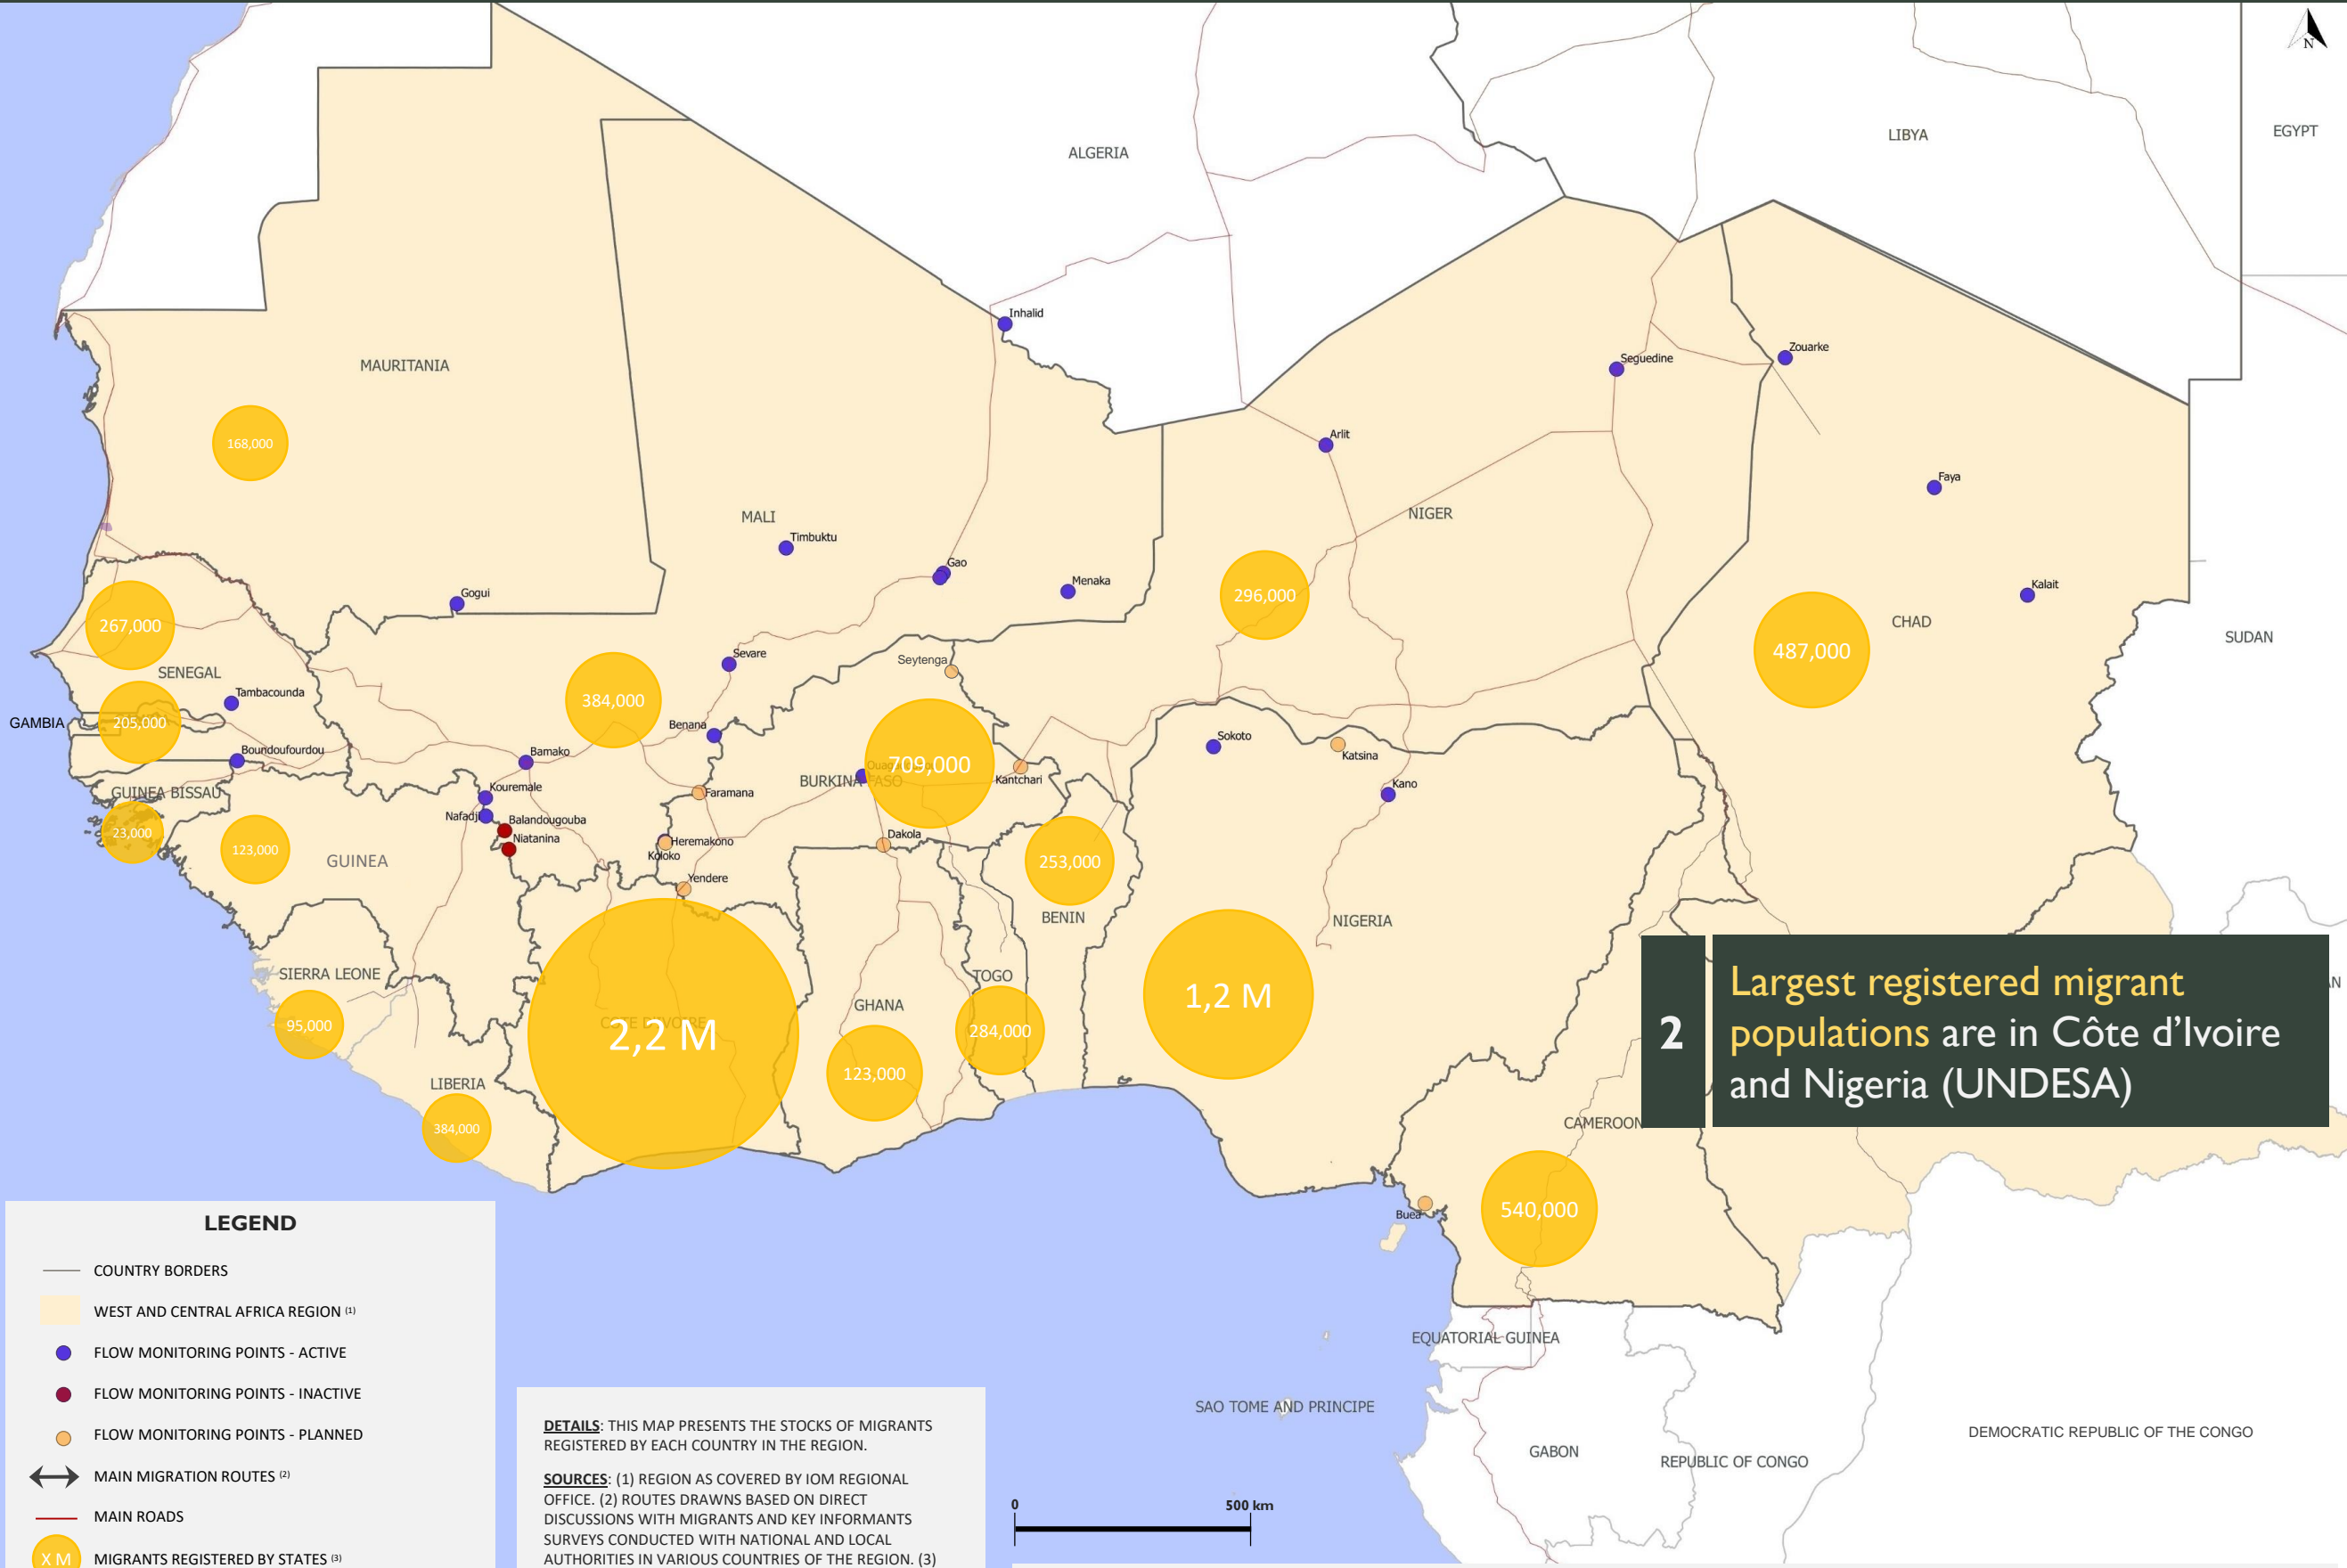 N
ALGERIA
LIBYA
EGYPT
Inhalid
MAURITANIA
Seguedine
Zouarke
168,000
Arlit
Faya
MALI
NIGER
Timbuktu
Gao
Menaka
Gogui
296,000
Kalait
CHAD
267,000
487,000
SUDAN
Sevare
Seytenga
SENEGAL
384,000
Tambacounda
GAMBIA
205,000
Benana
Sokoto
Boundoufourdou
Bamako
709,000
Katsina
BURKINA FASO
Kantchari
Kano
GUINEA BISSAU
Kouremale
Faramana
Nafadji
Balandougouba
23,000
Niatanina
Heremakono
Dakola
123,000
GUINEA
Koloko
253,000
Yendere
BENIN
NIGERIA
SIERRA LEONE
TOGO
1,2 M
GHANA
95,000
COTE D'IVOIRE
2,2 M
284,000
123,000
LIBERIA
384,000
2
Largest registered migrant
populations are in Côte d'Ivoire
and Nigeria (UNDESA)
CAMEROON
540,000
Buea
EQUATORIAL GUINEA
SAO TOME AND PRINCIPE
GABON
REPUBLIC OF CONGO
DEMOCRATIC REPUBLIC OF THE CONGO
LEGEND
COUNTRY BORDERS
WEST AND CENTRAL AFRICA REGION (1)
FLOW MONITORING POINTS - ACTIVE
FLOW MONITORING POINTS - INACTIVE
FLOW MONITORING POINTS - PLANNED
MAIN MIGRATION ROUTES (2)
MAIN ROADS
X M MIGRANTS REGISTERED BY STATES (3)
DETAILS: THIS MAP PRESENTS THE STOCKS OF MIGRANTS
REGISTERED BY EACH COUNTRY IN THE REGION.
SOURCES: (1) REGION AS COVERED BY IOM REGIONAL
OFFICE. (2) ROUTES DRAWNS BASED ON DIRECT
DISCUSSIONS WITH MIGRANTS AND KEY INFORMANTS
SURVEYS CONDUCTED WITH NATIONAL AND LOCAL
AUTHORITIES IN VARIOUS COUNTRIES OF THE REGION. (3)
0 500 km